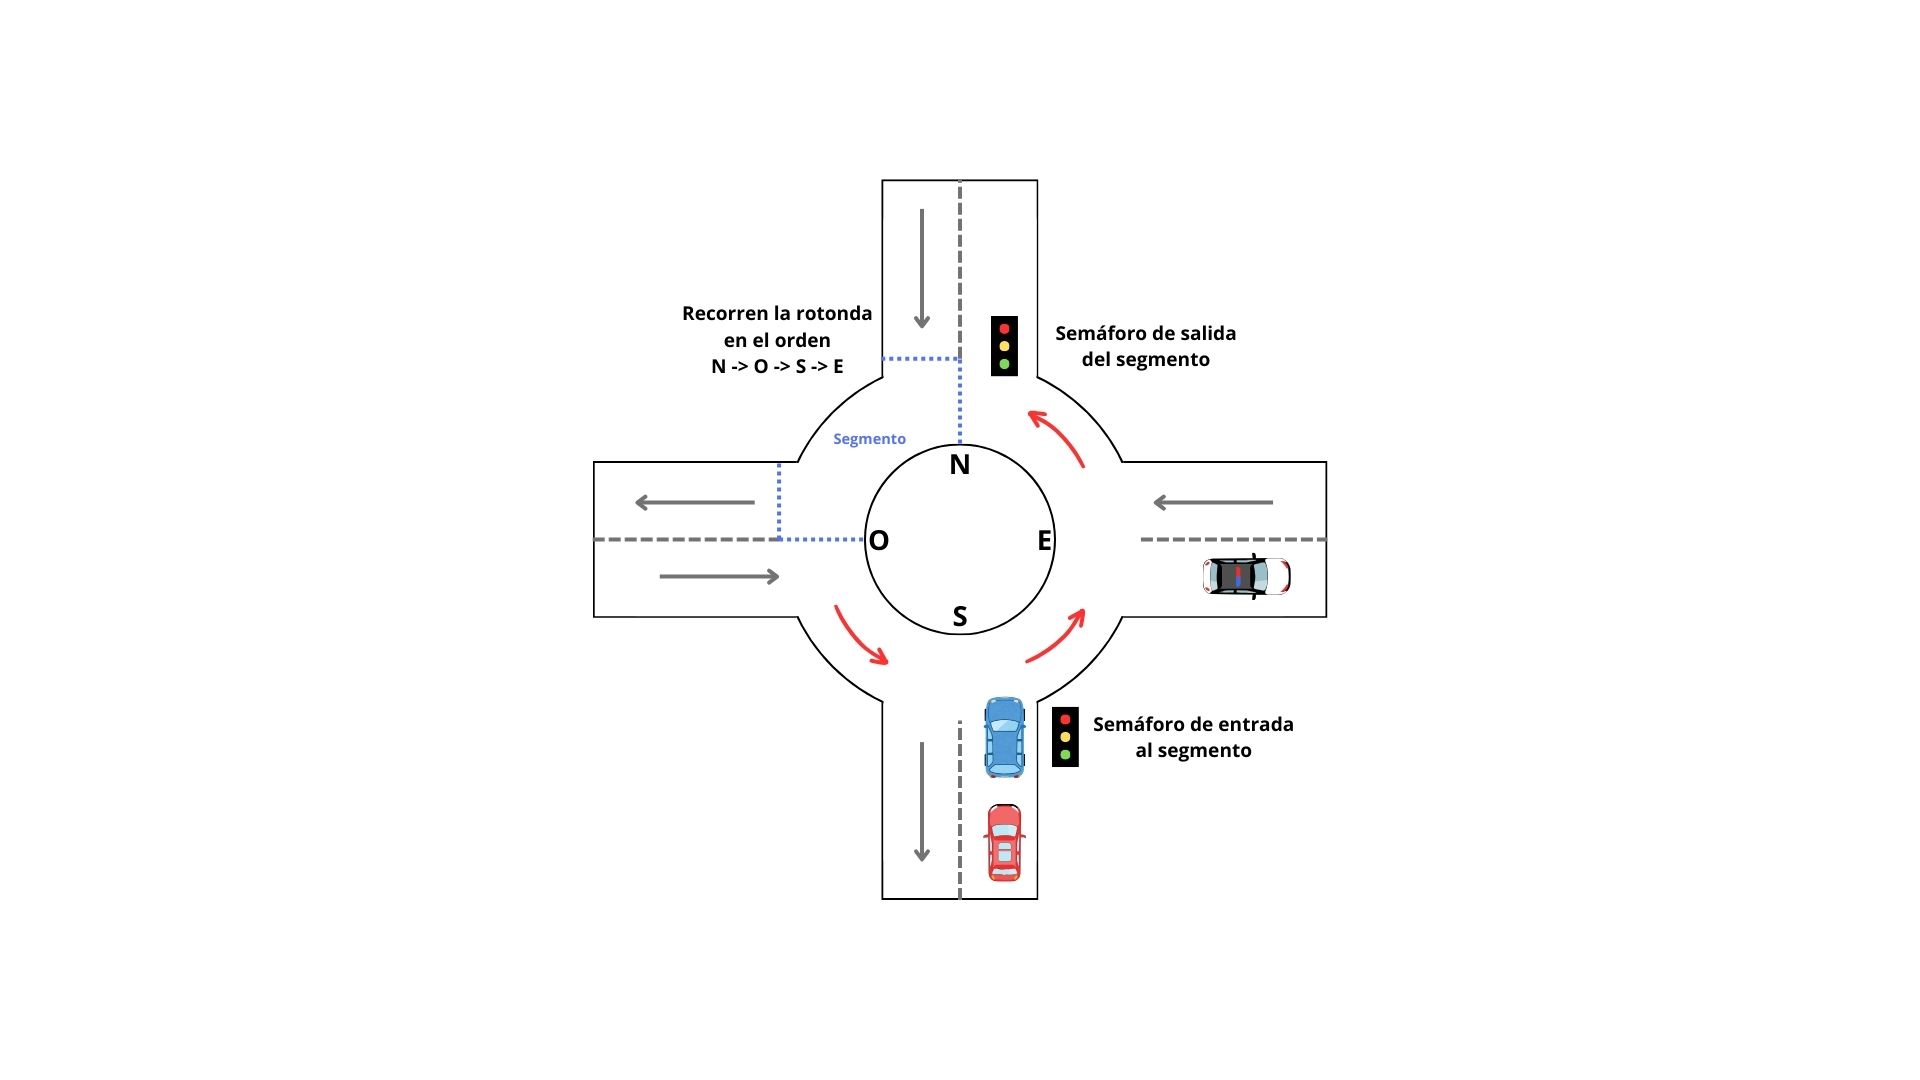 Recorren la rotonda
en el orden
N -> O -> S -> E
Semáforo de salida
del segmento
Segmento
N
O
E
S
Semáforo de entrada
al segmento